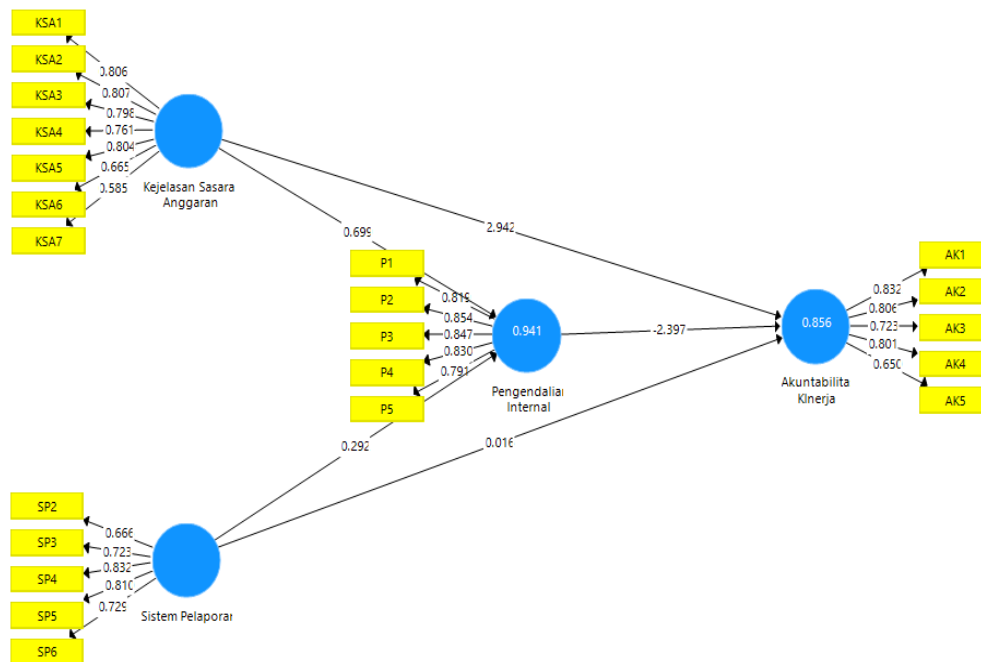 KSA1
KSA2
KSA3
KSA4
KSA5
KSA6
KSA7
0.806
0.807
0.798
0.761
0.804
0.665
0.585
Kejelasan Sasara
Anggaran
0.699
2.942
P1
P2
P3
P4
P5
0.819
0.854
0.847
0.830
0.791
0.941
Pengendalian
Internal
-2.397
0.856
Akuntabilita
KInerja
0.832
0.806
0.723
0.801
0.650
AK1
AK2
AK3
AK4
AK5
0.292
0.016
SP2
SP3
SP4
SP5
SP6
0.666
0.723
0.832
0.810
0.729
Sistem Pelaporan